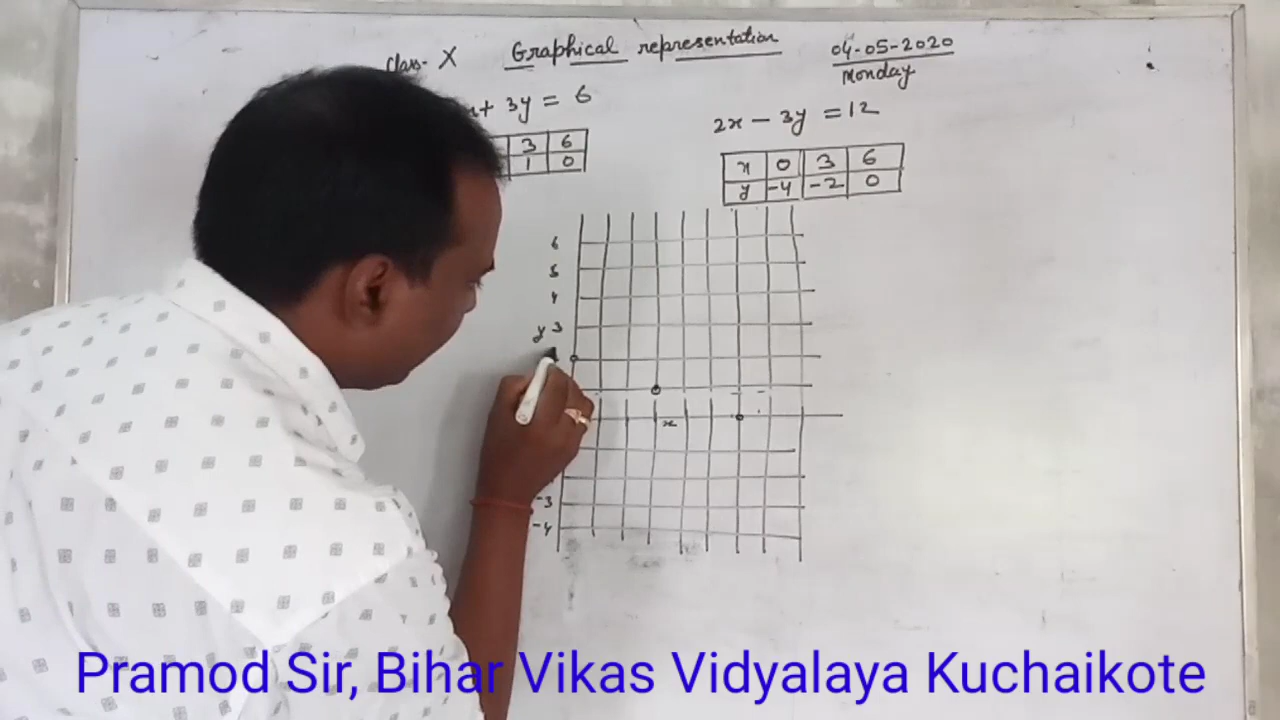 Class- X Graphical representation 04-05-2020
Monday
+ 3y = 6
2x - 3y = 12
3 6
1 0
x 0 3 6
y -4 -2 0
6
5
4
y 3
x
-3
-4
Pramod Sir, Bihar Vikas Vidyalaya Kuchaikote